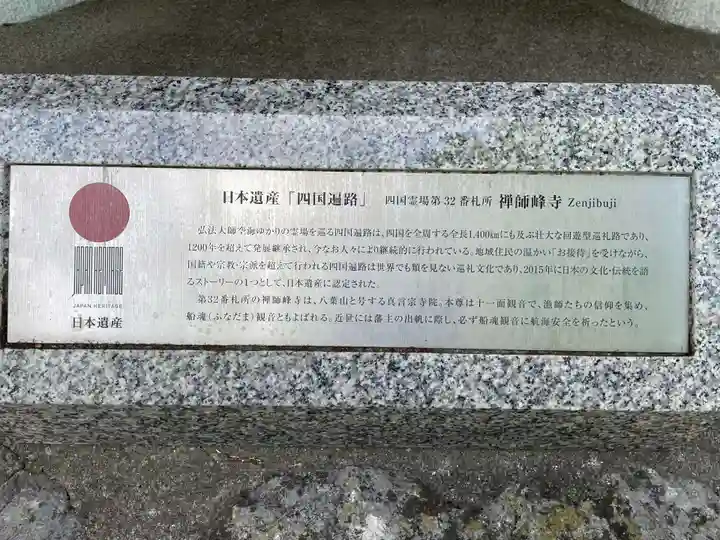 日本遺産「四国遍路」 四国霊場第32番札所 禅師峰寺 Zenjibuji
弘法大師空海ゆかりの霊場を巡る四国遍路は、四国を全周する全長1,400kmにも及ぶ壮大な回遊型巡礼路であり、
1200年を超えて発展継承され、今なお人々により継続的に行われている。地域住民の温かい「お接待」を受けながら、
国籍や宗教・宗派を超えて行われる四国遍路は世界でも類を見ない巡礼文化であり、2015年に日本の文化・伝統を語
るストーリーの1つとして、日本遺産に認定された。
第32番札所の禅師峰寺は、八葉山と号する真言宗寺院。本尊は十一面観音で、漁師たちの信仰を集め、
船魂(ふなだま)観音ともよばれる。近世には藩主の出帆に際し、必ず船魂観音に航海安全を祈ったという。
JAPAN HERITAGE
日本遺産